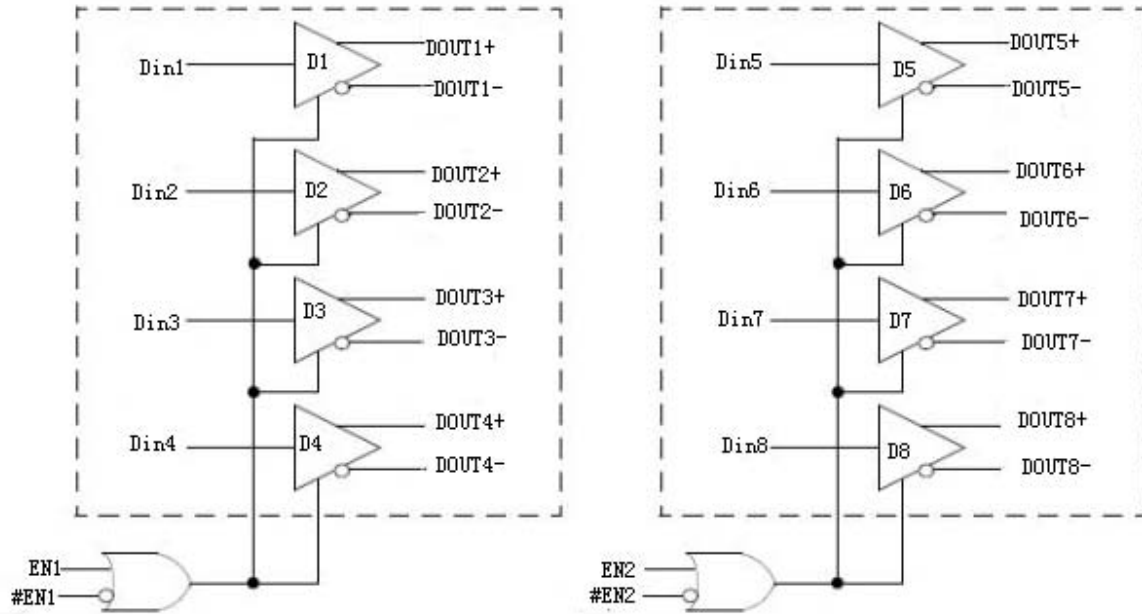 Din1
D1
DOUT1+
DOUT1-
Din2
D2
DOUT2+
DOUT2-
Din3
D3
DOUT3+
DOUT3-
Din4
D4
DOUT4+
DOUT4-
EN1
#EN1
Din5
D5
DOUT5+
DOUT5-
Din6
D6
DOUT6+
DOUT6-
Din7
D7
DOUT7+
DOUT7-
Din8
D8
DOUT8+
DOUT8-
EN2
#EN2